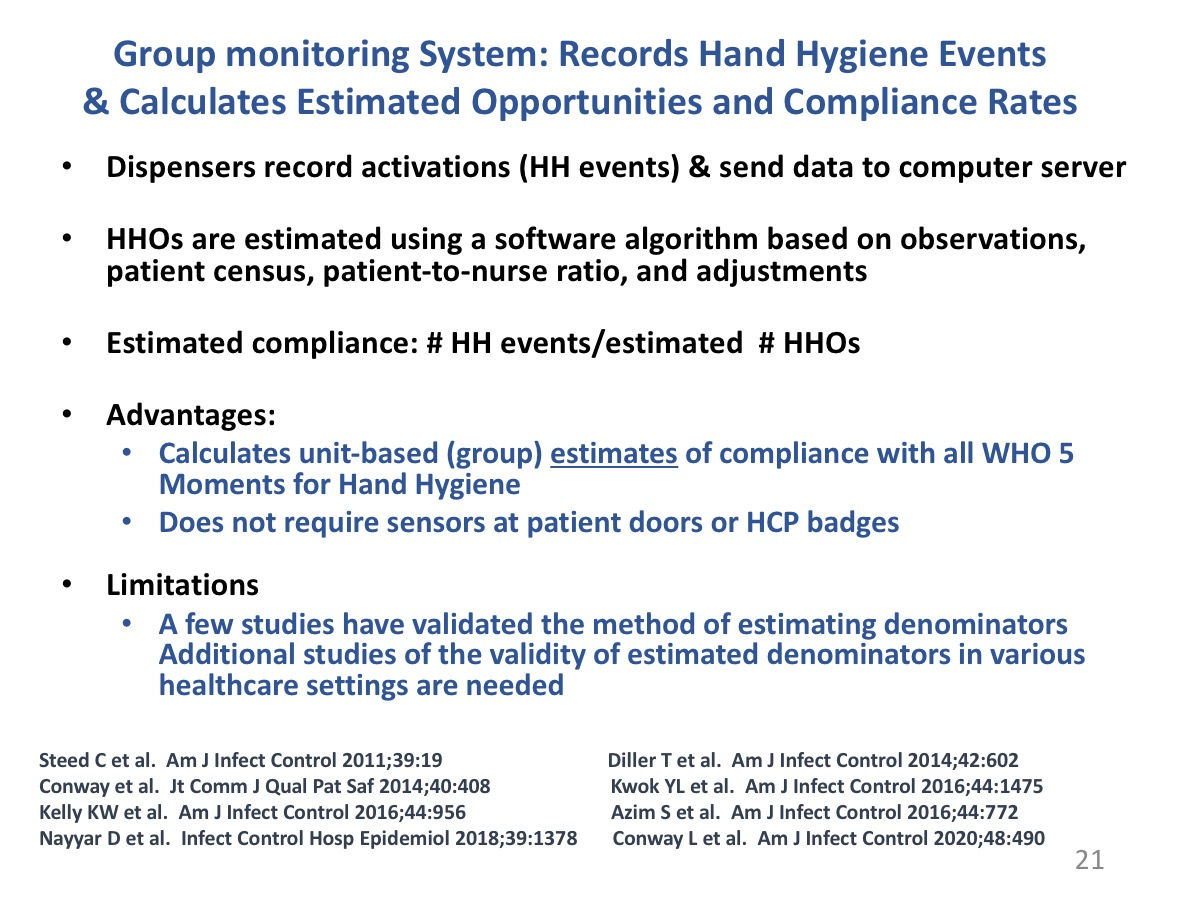 Group monitoring System: Records Hand Hygiene Events
& Calculates Estimated Opportunities and Compliance Rates
• Dispensers record activations (HH events) & send data to computer server
• HHOs are estimated using a software algorithm based on observations,
patient census, patient-to-nurse ratio, and adjustments
• Estimated compliance: # HH events/estimated # HHOs
• Advantages:
• Calculates unit-based (group) estimates of compliance with all WHO 5
Moments for Hand Hygiene
• Does not require sensors at patient doors or HCP badges
• Limitations
• A few studies have validated the method of estimating denominators
Additional studies of the validity of estimated denominators in various
healthcare settings are needed
Steed C et al. Am J Infect Control 2011;39:19
Conway et al. Jt Comm J Qual Pat Saf 2014;40:408
Kelly KW et al. Am J Infect Control 2016;44:956
Nayyar D et al. Infect Control Hosp Epidemiol 2018;39:1378
Diller T et al. Am J Infect Control 2014;42:602
Kwok YL et al. Am J Infect Control 2016;44:1475
Azim S et al. Am J Infect Control 2016;44:772
Conway L et al. Am J Infect Control 2020;48:490
21